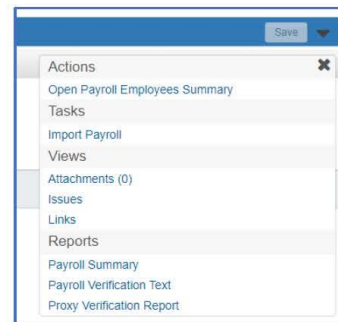 Save
Actions
Open Payroll Employees Summary
Tasks
Import Payroll
Views
Attachments (0)
Issues
Links
Reports
Payroll Summary
Payroll Verification Text
Proxy Verification Report